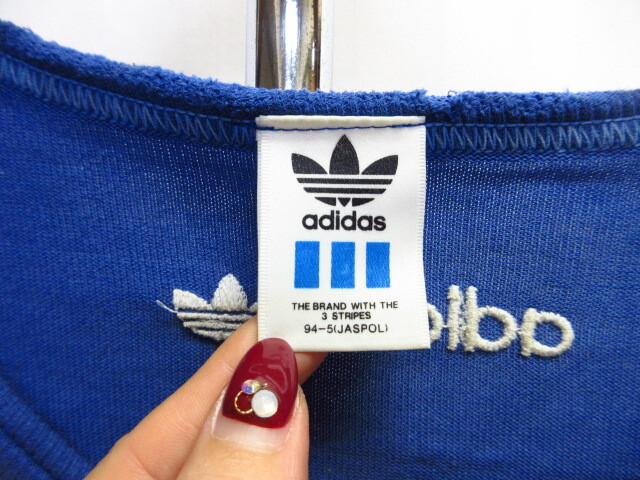 adidas
THE BRAND WITH THE
3 STRIPES
94-5(JASPOL)